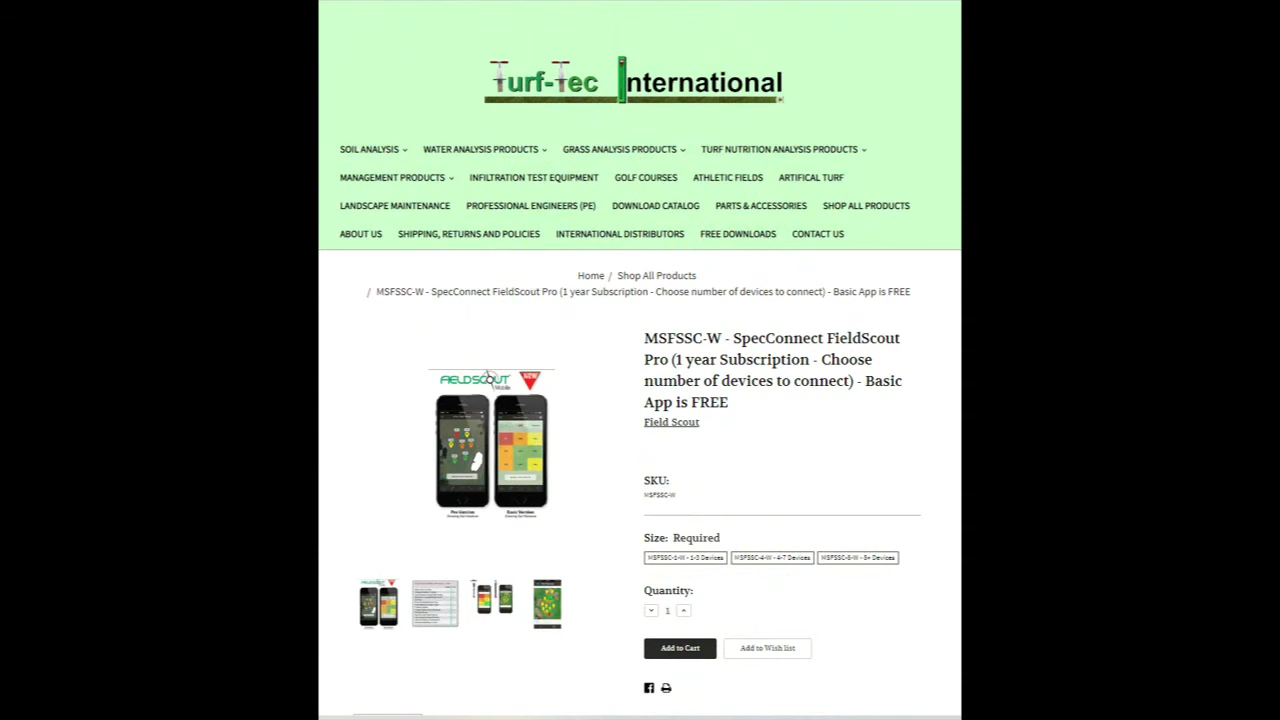 Turf-Tec International
SOIL ANALYSIS WATER ANALYSIS PRODUCTS GRASS ANALYSIS PRODUCTS TURF NUTRITION ANALYSIS PRODUCTS
MANAGEMENT PRODUCTS INFILTRATION TEST EQUIPMENT GOLF COURSES ATHLETIC FIELDS ARTIFICAL TURF
LANDSCAPE MAINTENANCE PROFESSIONAL ENGINEERS (PE) DOWNLOAD CATALOG PARTS & ACCESSORIES SHOP ALL PRODUCTS
ABOUT US SHIPPING, RETURNS AND POLICIES INTERNATIONAL DISTRIBUTORS FREE DOWNLOADS CONTACT US
Home / Shop All Products
/ MSFSSC-W - SpecConnect FieldScout Pro (1 year Subscription - Choose number of devices to connect) - Basic App is FREE
MSFSSC-W - SpecConnect FieldScout
Pro (1 year Subscription - Choose
number of devices to connect) - Basic
App is FREE
Field Scout
FIELDSCOUT
Mobile
SKU:
MSFSSC-W
Size: Required
MSFSSC-1-W - 1-3 Devices MSFSSC-4-W - 4-7 Devices MSFSSC-8-W - 8+ Devices
Quantity:
1
Add to Cart Add to Wish list